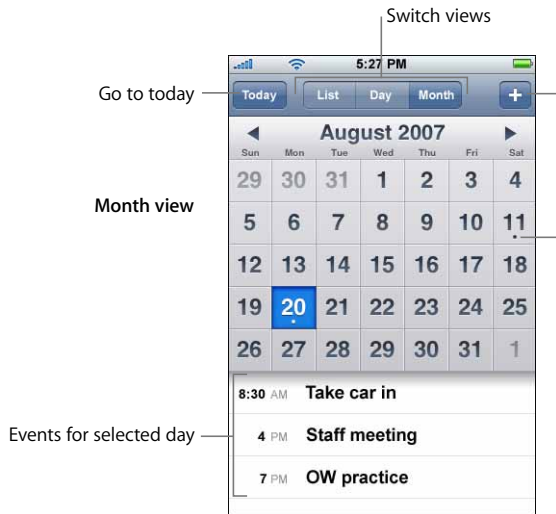 Switch views
5:27 PM
Go to today
Today List Day Month +
August 2007
Sun Mon Tue Wed Thu Fri Sat
29 30 31 1 2 3 4
Month view
5 6 7 8 9 10 11
12 13 14 15 16 17 18
19 20 21 22 23 24 25
26 27 28 29 30 31 1
8:30 AM Take car in
Events for selected day
4 PM Staff meeting
7 PM OW practice